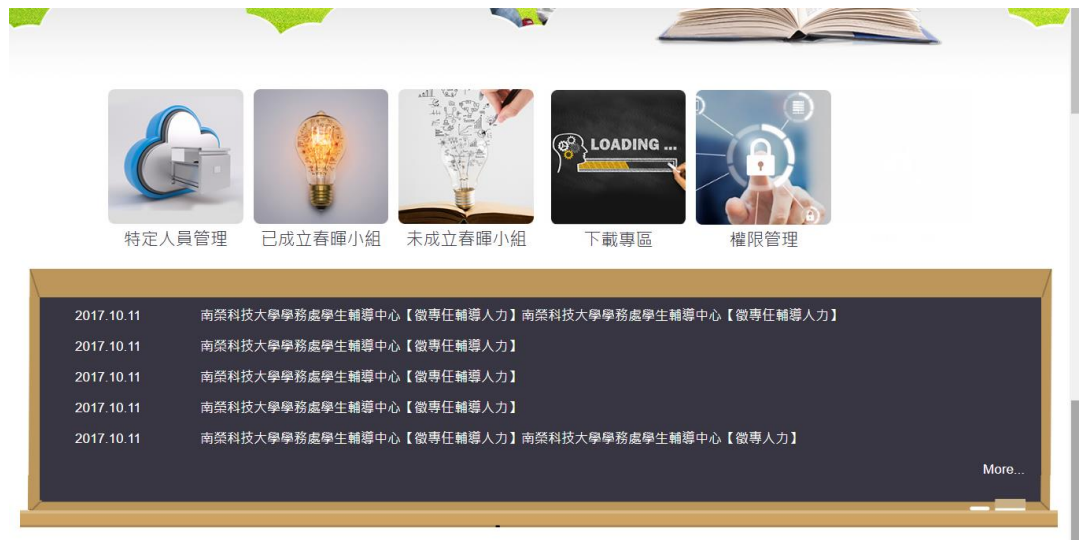 LOADING ...
特定人員管理
已成立春暉小組
未成立春暉小組
下載專區
權限管理
2017.10.11 南榮科技大學學務處學生輔導中心【徵專任輔導人力】南榮科技大學學務處學生輔導中心【徵專任輔導人力】
2017.10.11 南榮科技大學學務處學生輔導中心【徵專任輔導人力】
2017.10.11 南榮科技大學學務處學生輔導中心【徵專任輔導人力】
2017.10.11 南榮科技大學學務處學生輔導中心【徵專任輔導人力】
2017.10.11 南榮科技大學學務處學生輔導中心【徵專任輔導人力】南榮科技大學學務處學生輔導中心【徵專人力】
More...